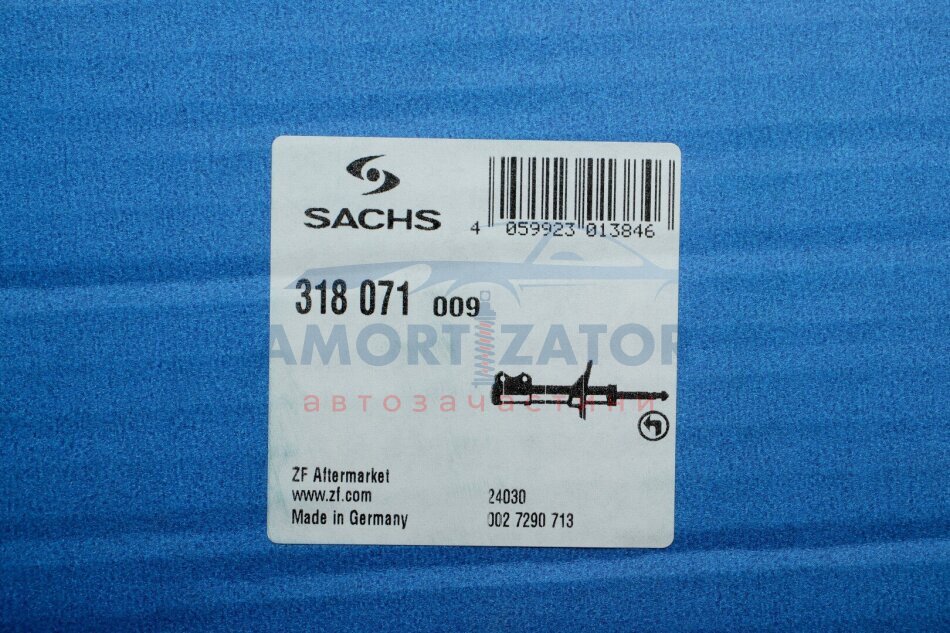 SACHS
4 059923 013846
318 071 009
AMORTIZATOR
автозачастини
ZF Aftermarket
www.zf.com
Made in Germany
24030
002 7290 713